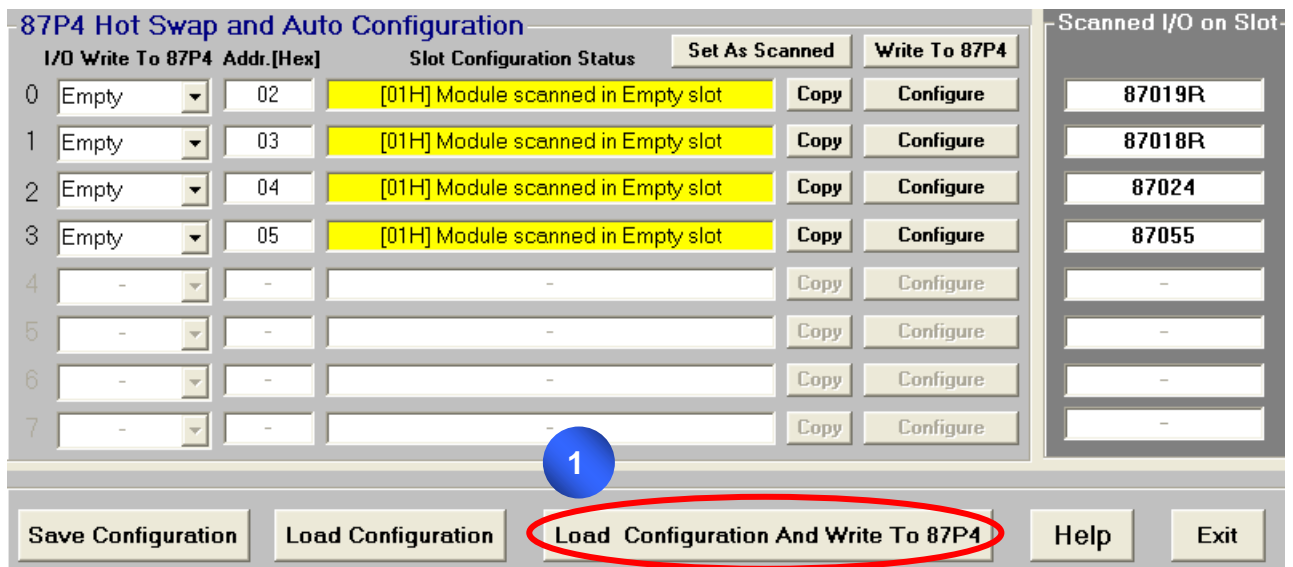 87P4 Hot Swap and Auto Configuration
Scanned I/O on Slot
I/O Write To 87P4 Addr.[Hex] Slot Configuration Status Set As Scanned Write To 87P4
0 Empty 02 [01H] Module scanned in Empty slot Copy Configure 87019R
1 Empty 03 [01H] Module scanned in Empty slot Copy Configure 87018R
2 Empty 04 [01H] Module scanned in Empty slot Copy Configure 87024
3 Empty 05 [01H] Module scanned in Empty slot Copy Configure 87055
4 - - - Copy Configure -
5 - - - Copy Configure -
6 - - - Copy Configure -
7 - - - Copy Configure -
1
Save Configuration Load Configuration Load Configuration And Write To 87P4 Help Exit